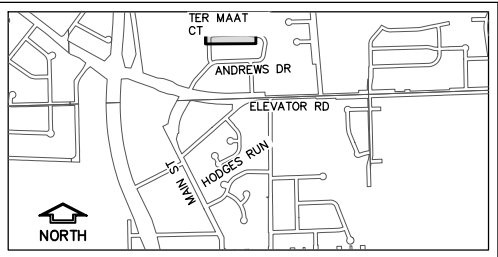 TER MAAT
CT
ANDREWS DR
ELEVATOR RD
HODGES RUN
MAIN ST
NORTH